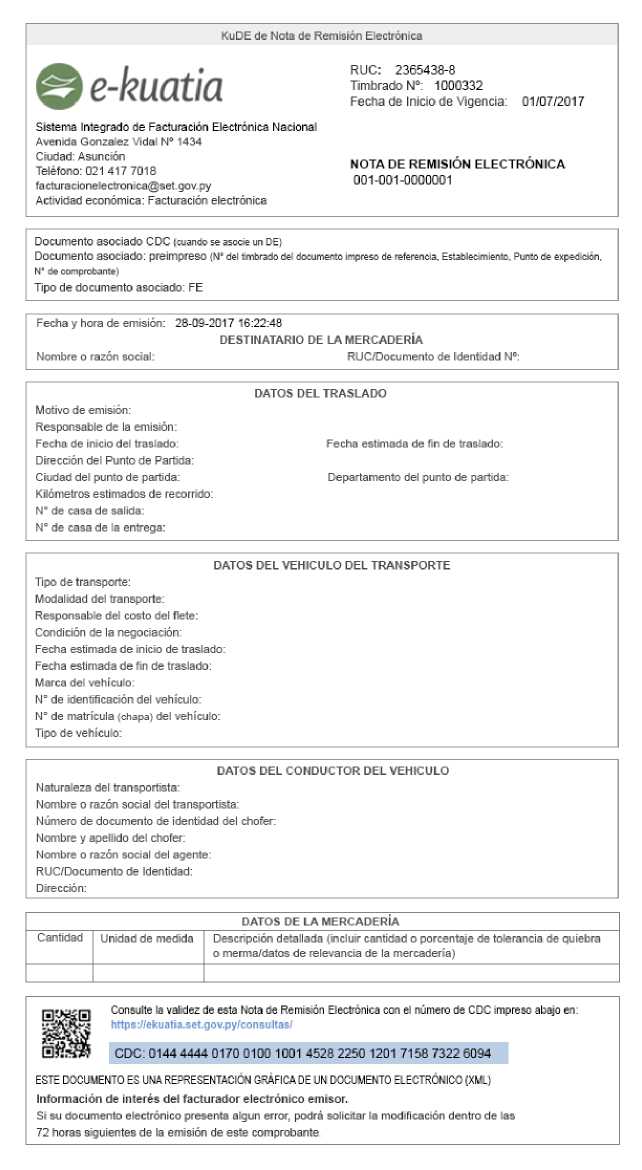 KuDE de Nota de Remisión Electrónica
e-kuatia
RUC: 2365438-8
Timbrado Nº: 1000332
Fecha de Inicio de Vigencia: 01/07/2017
Sistema Integrado de Facturación Electrónica Nacional
Avenida Gonzalez Vidal Nº 1434
Ciudad: Asunción
Teléfono: 021 417 7018
facturacionelectronica@set.gov.py
Actividad económica: Facturación electrónica
NOTA DE REMISIÓN ELECTRÓNICA
001-001-0000001
Documento asociado CDC (cuando se asocie un DE)
Documento asociado: preimpreso (N° del timbrado del documento impreso de referencia, Establecimiento, Punto de expedición,
N° de comprobante)
Tipo de documento asociado: FE
Fecha y hora de emisión: 28-09-2017 16:22:48
DESTINATARIO DE LA MERCADERÍA
Nombre o razón social: RUC/Documento de Identidad Nº:
DATOS DEL TRASLADO
Motivo de emisión:
Responsable de la emisión:
Fecha de inicio del traslado: Fecha estimada de fin de traslado:
Dirección del Punto de Partida:
Ciudad del punto de partida: Departamento del punto de partida:
Kilómetros estimados de recorrido:
N° de casa de salida:
N° de casa de la entrega:
DATOS DEL VEHICULO DEL TRANSPORTE
Tipo de transporte:
Modalidad del transporte:
Responsable del costo del flete:
Condición de la negociación:
Fecha estimada de inicio de traslado:
Fecha estimada de fin de traslado:
Marca del vehículo:
N° de identificación del vehículo:
N° de matrícula (chapa) del vehículo:
Tipo de vehículo:
DATOS DEL CONDUCTOR DEL VEHICULO
Naturaleza del transportista:
Nombre o razón social del transportista:
Número de documento de identidad del chofer:
Nombre y apellido del chofer:
Nombre o razón social del agente:
RUC/Documento de Identidad:
Dirección:
DATOS DE LA MERCADERÍA
Cantidad Unidad de medida Descripción detallada (incluir cantidad o porcentaje de tolerancia de quiebra
o merma/datos de relevancia de la mercadería)
Consulte la validez de esta Nota de Remisión Electrónica con el número de CDC impreso abajo en:
https://ekuatia.set.gov.py/consultas/
CDC: 0144 4444 0170 0100 1001 4528 2250 1201 7158 7322 6094
ESTE DOCUMENTO ES UNA REPRESENTACIÓN GRÁFICA DE UN DOCUMENTO ELECTRÓNICO (XML)
Información de interés del facturador electrónico emisor.
Si su documento electrónico presenta algun error, podrá solicitar la modificación dentro de las
72 horas siguientes de la emisión de este comprobante